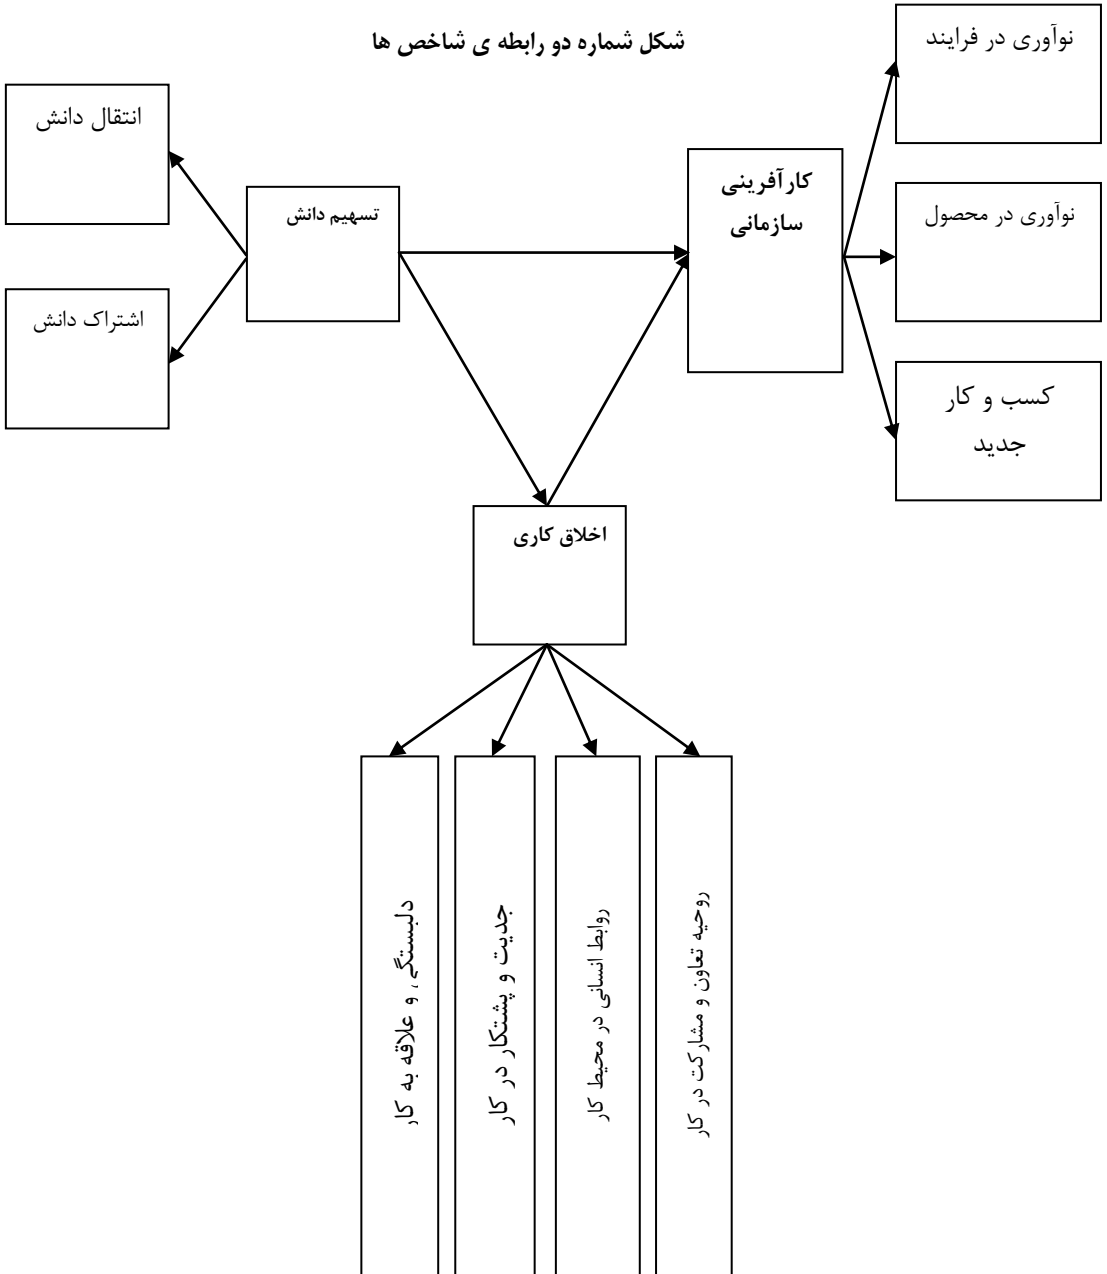 شکل شماره دو رابطه ی شاخص ها
نوآوری در فرایند
انتقال دانش
کارآفرینی
سازمانی
تسهیم دانش
نوآوری در محصول
اشتراک دانش
کسب و کار
جدید
اخلاق کاری
روحیه تعاون و مشارکت در کار
روابط انسانی در محیط کار
جدیت و پشتکار در کار
دلبستگی و علاقه به کار